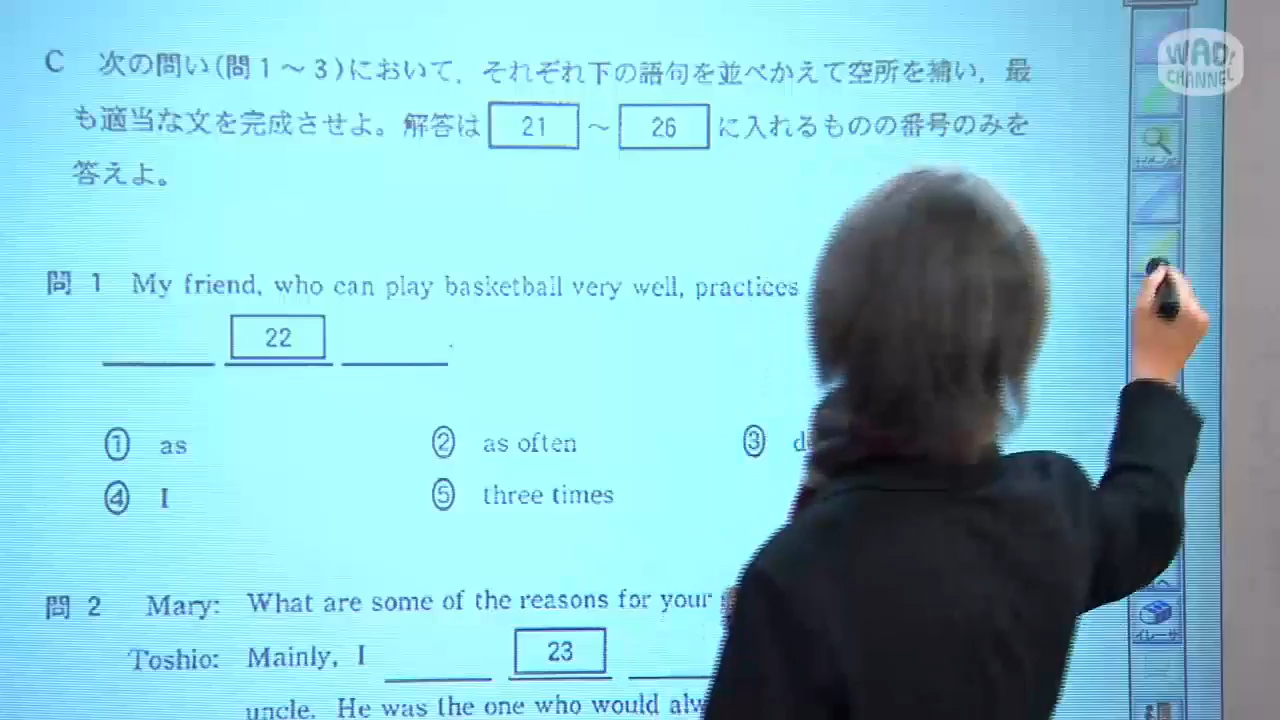 WAO! CHANNEL
C 次の問い(問1～3)において，それぞれ下の語句を並べかえて空所を補い，最
も適当な文を完成させよ。解答は 21 ～ 26 に入れるものの番号のみを
答えよ。
問 1 My friend, who can play basketball very well, practices
22 .
① as ② as often ③
④ I ⑤ three times
問 2 Mary: What are some of the reasons for your
Toshio: Mainly, I 23
uncle. He was the one who would